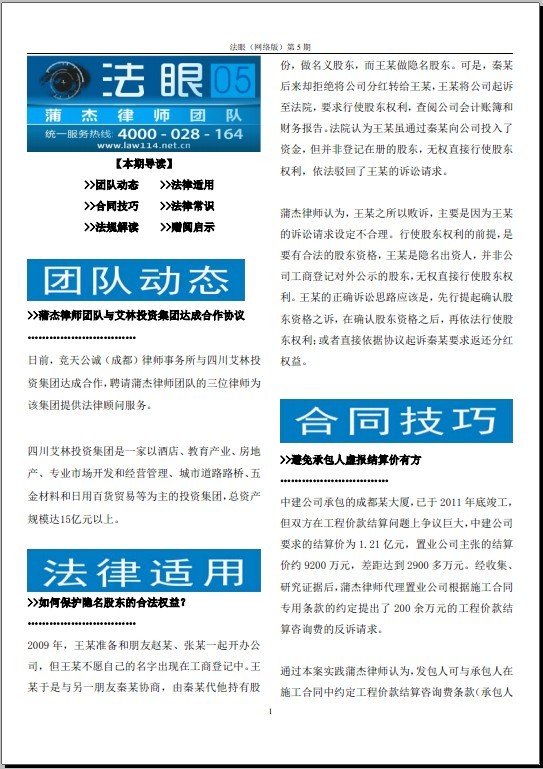 法眼（网络版）第 5 期
法眼 05
蒲杰律师团队
统一服务热线: 4000 - 028 - 164
www.law114.net.cn
【本期导读】
>>团队动态 >>法律适用
>>合同技巧 >>法律常识
>>法规解读 >>赠阅启示
团队动态
>>蒲杰律师团队与艾林投资集团达成合作协议
日前，竞天公诚（成都）律师事务所与四川艾林投
资集团达成合作，聘请蒲杰律师团队的三位律师为
该集团提供法律顾问服务。
四川艾林投资集团是一家以酒店、教育产业、房地
产、专业市场开发和经营管理、城市道路路桥、五
金材料和日用百货贸易等为主的投资集团，总资产
规模达15亿元以上。
法律适用
>>如何保护隐名股东的合法权益？
2009 年，王某准备和朋友赵某、张某一起开办公
司，但王某不愿自己的名字出现在工商登记中。王
某于是与另一朋友秦某协商，由秦某代他持有股
份，做名义股东，而王某做隐名股东。可是，秦某
后来却拒绝将公司分红转给王某，王某将公司起诉
至法院，要求行使股东权利，查阅公司会计账簿和
财务报告。法院认为王某虽通过秦某向公司投入了
资金，但并非登记在册的股东，无权直接行使股东
权利，依法驳回了王某的诉讼请求。
蒲杰律师认为，王某之所以败诉，主要是因为王某
的诉讼请求设定不合理。行使股东权利的前提，是
要有合法的股东资格，王某是隐名出资人，并非公
司工商登记对外公示的股东，无权直接行使股东权
利。王某的正确诉讼思路应该是，先行提起确认股
东资格之诉，在确认股东资格之后，再依法行使股
东权利；或者直接依据协议起诉秦某要求返还分红
权益。
合同技巧
>>避免承包人虚报结算价有方
中建公司承包的成都某大厦，已于 2011 年底竣工，
但双方在工程价款结算问题上争议巨大，中建公司
要求的结算价为 1.21 亿元，置业公司主张的结算
价约 9200 万元，差距达到 2900 多万元。经收集、
研究证据后，蒲杰律师代理置业公司根据施工合同
专用条款的约定提出了 200 余万元的工程价款结
算咨询费的反诉请求。
通过本案实践蒲杰律师认为，发包人可与承包人在
施工合同中约定工程价款结算咨询费条款（承包人
1